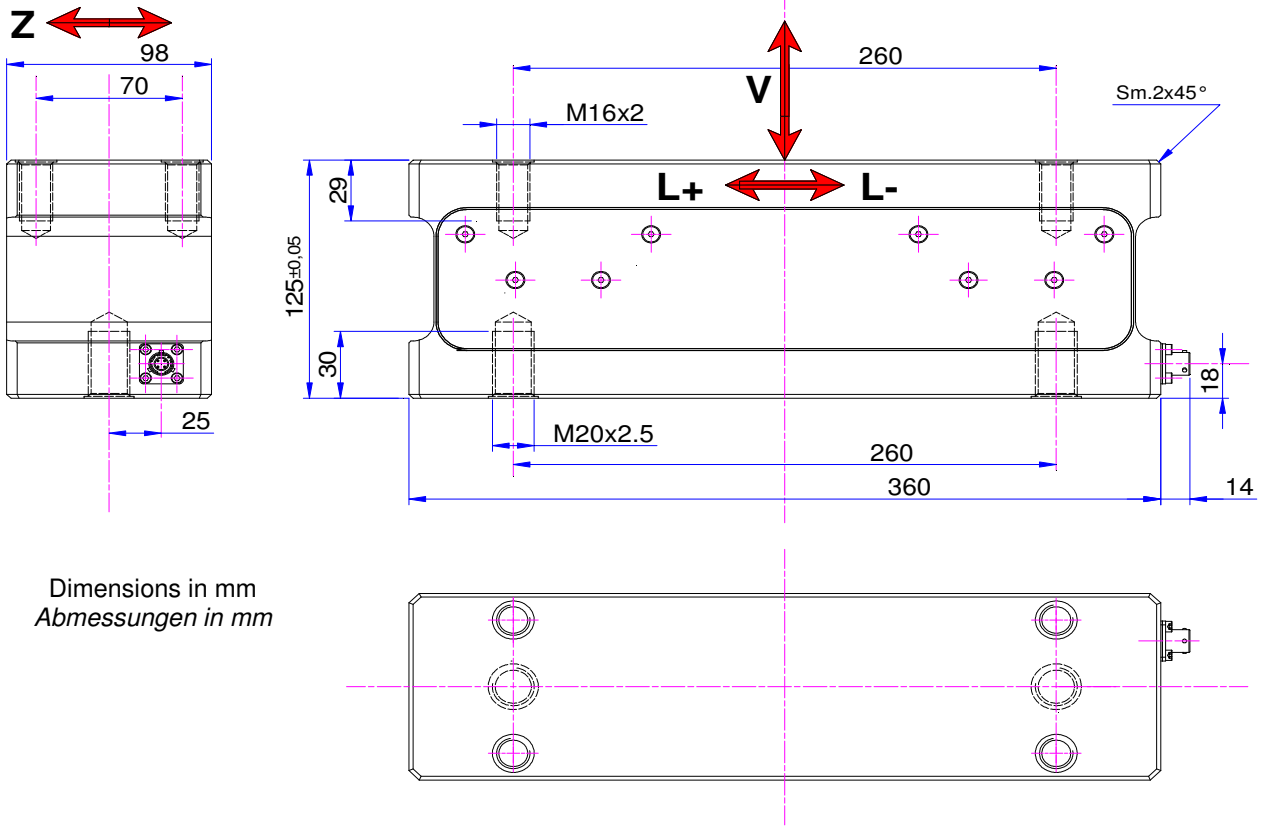 Z
98
70
260
V
Sm.2x45°
M16x2
29
L+
L-
125±0,05
30
18
25
M20x2.5
260
360
14
Dimensions in mm
Abmessungen in mm